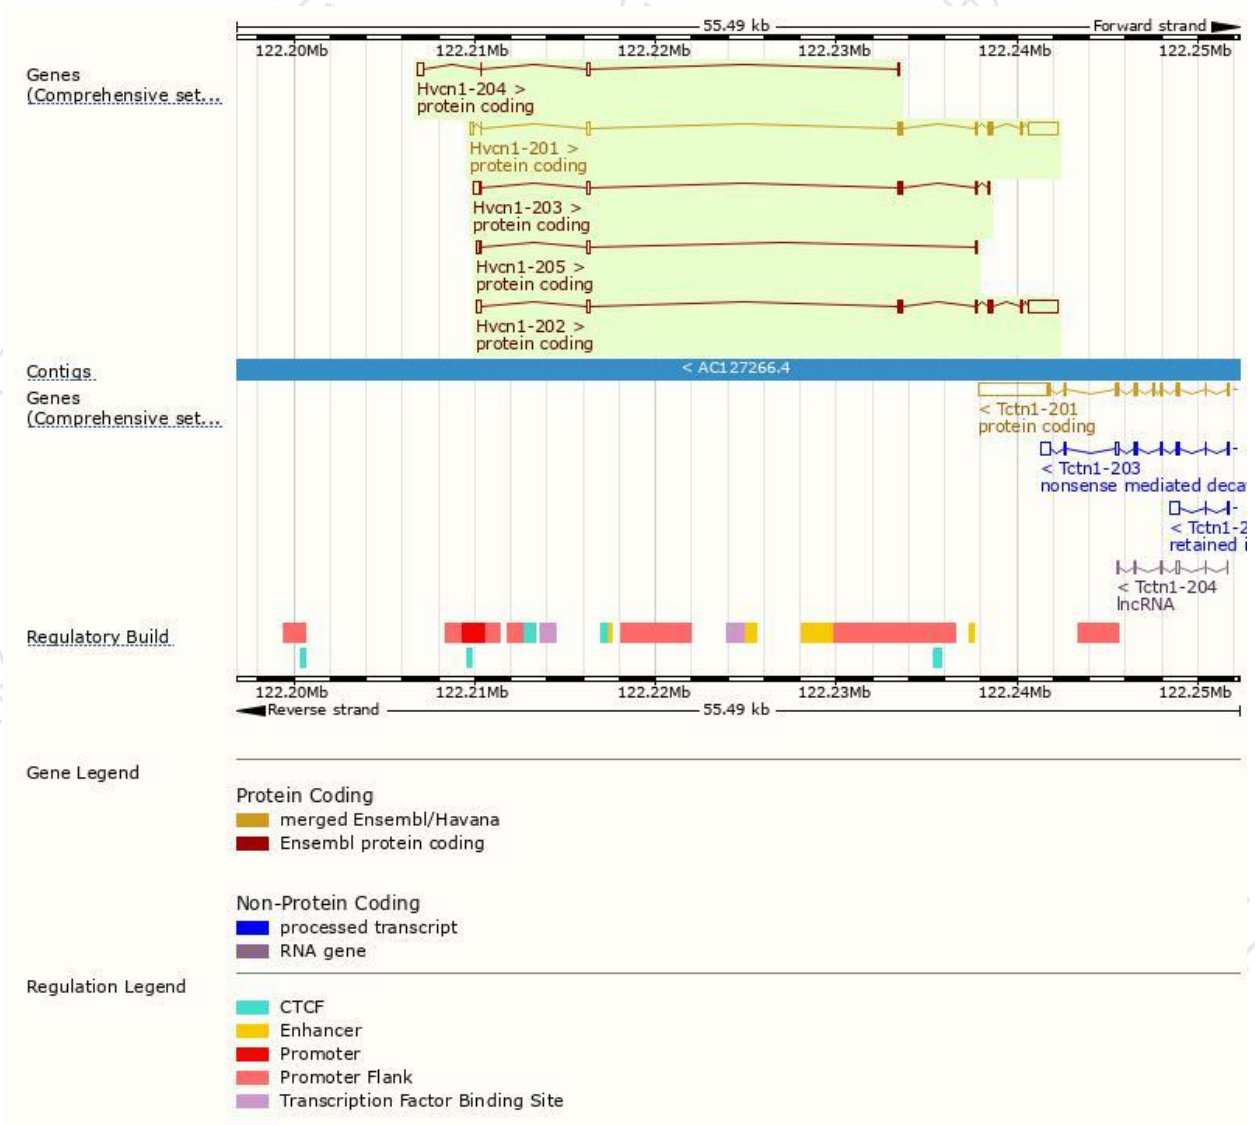 55.49 kb Forward strand
122.20Mb 122.21Mb 122.22Mb 122.23Mb 122.24Mb 122.25Mb
Genes
(Comprehensive set...
Hvcn1-204 >
protein coding
Hvcn1-201 >
protein coding
Hvcn1-203 >
protein coding
Hvcn1-205 >
protein coding
Hvcn1-202 >
protein coding
Contigs < AC127266.4
Genes
(Comprehensive set...
< Tctn1-201
protein coding
< Tctn1-203
nonsense mediated deca
< Tctn1-2
retained i
< Tctn1-204
lncRNA
Regulatory Build
122.20Mb 122.21Mb 122.22Mb 122.23Mb 122.24Mb 122.25Mb
Reverse strand 55.49 kb
Gene Legend
Protein Coding
merged Ensembl/Havana
Ensembl protein coding
Non-Protein Coding
processed transcript
RNA gene
Regulation Legend
CTCF
Enhancer
Promoter
Promoter Flank
Transcription Factor Binding Site